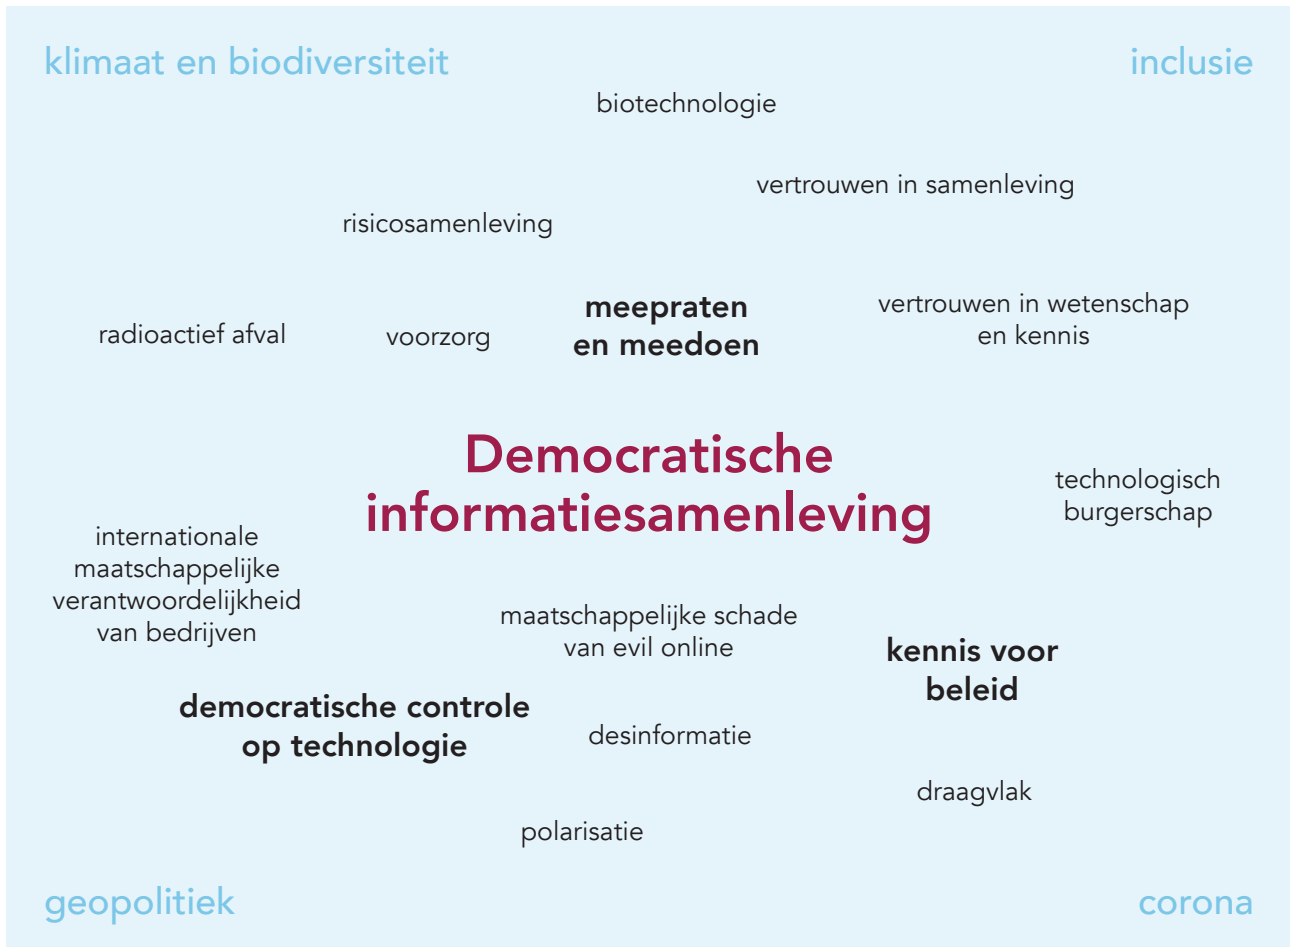 klimaat en biodiversiteit
inclusie
biotechnologie
vertrouwen in samenleving
risicosamenleving
meepraten
en meedoen
vertrouwen in wetenschap
en kennis
radioactief afval
voorzorg
Democratische
informatiesamenleving
technologisch
burgerschap
internationale
maatschappelijke
verantwoordelijkheid
van bedrijven
maatschappelijke schade
van evil online
kennis voor
beleid
democratische controle
op technologie
desinformatie
draagvlak
polarisatie
geopolitiek
corona